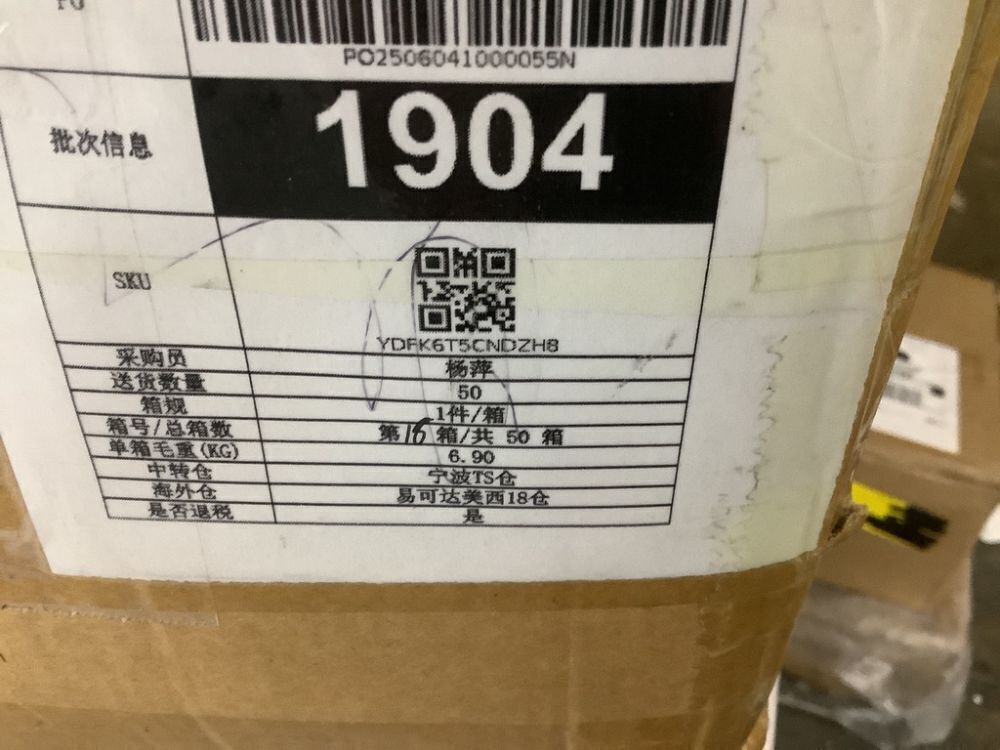 PO
PO2506041000055N
批次信息 1904
SKU
YDFK6T5CNDZH8
采购员 杨萍
送货数量 50
箱规 1件/箱
箱号/总箱数 第 箱/共 50 箱
单箱毛重(KG) 6.90
中转仓 宁波TS仓
海外仓 易可达美西18仓
是否退税 是